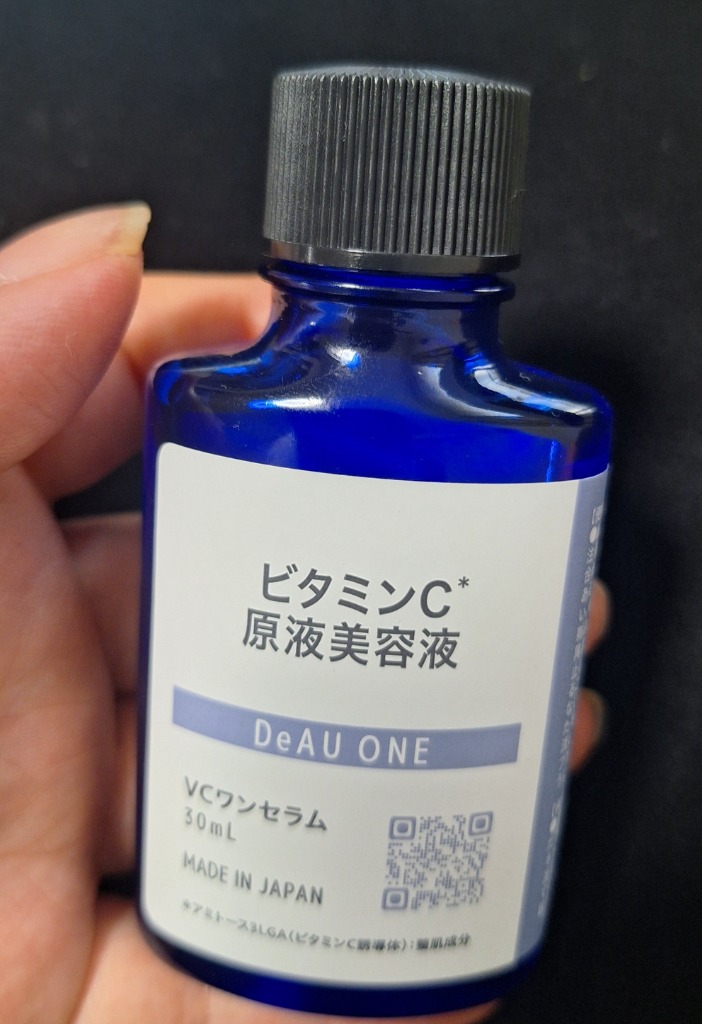 ビタミンC*
原液美容液
DeAU ONE
VCワンセラム
30mL
MADE IN JAPAN
*アミトース3LGA(ビタミンC誘導体):整肌成分